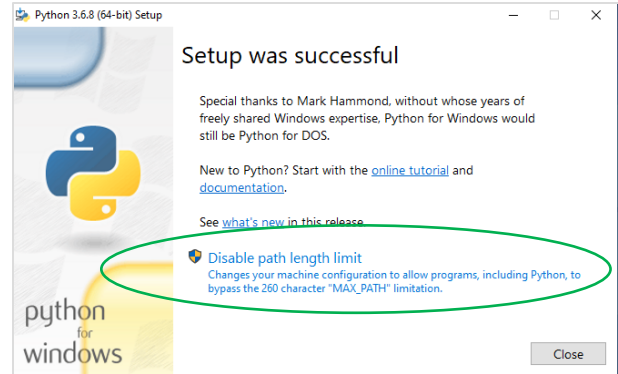 Python 3.6.8 (64-bit) Setup
Setup was successful
Special thanks to Mark Hammond, without whose years of
freely shared Windows expertise, Python for Windows would
still be Python for DOS.
New to Python? Start with the online tutorial and
documentation.
See what's new in this release.
Disable path length limit
Changes your machine configuration to allow programs, including Python, to
bypass the 260 character "MAX_PATH" limitation.
python
for
windows
Close